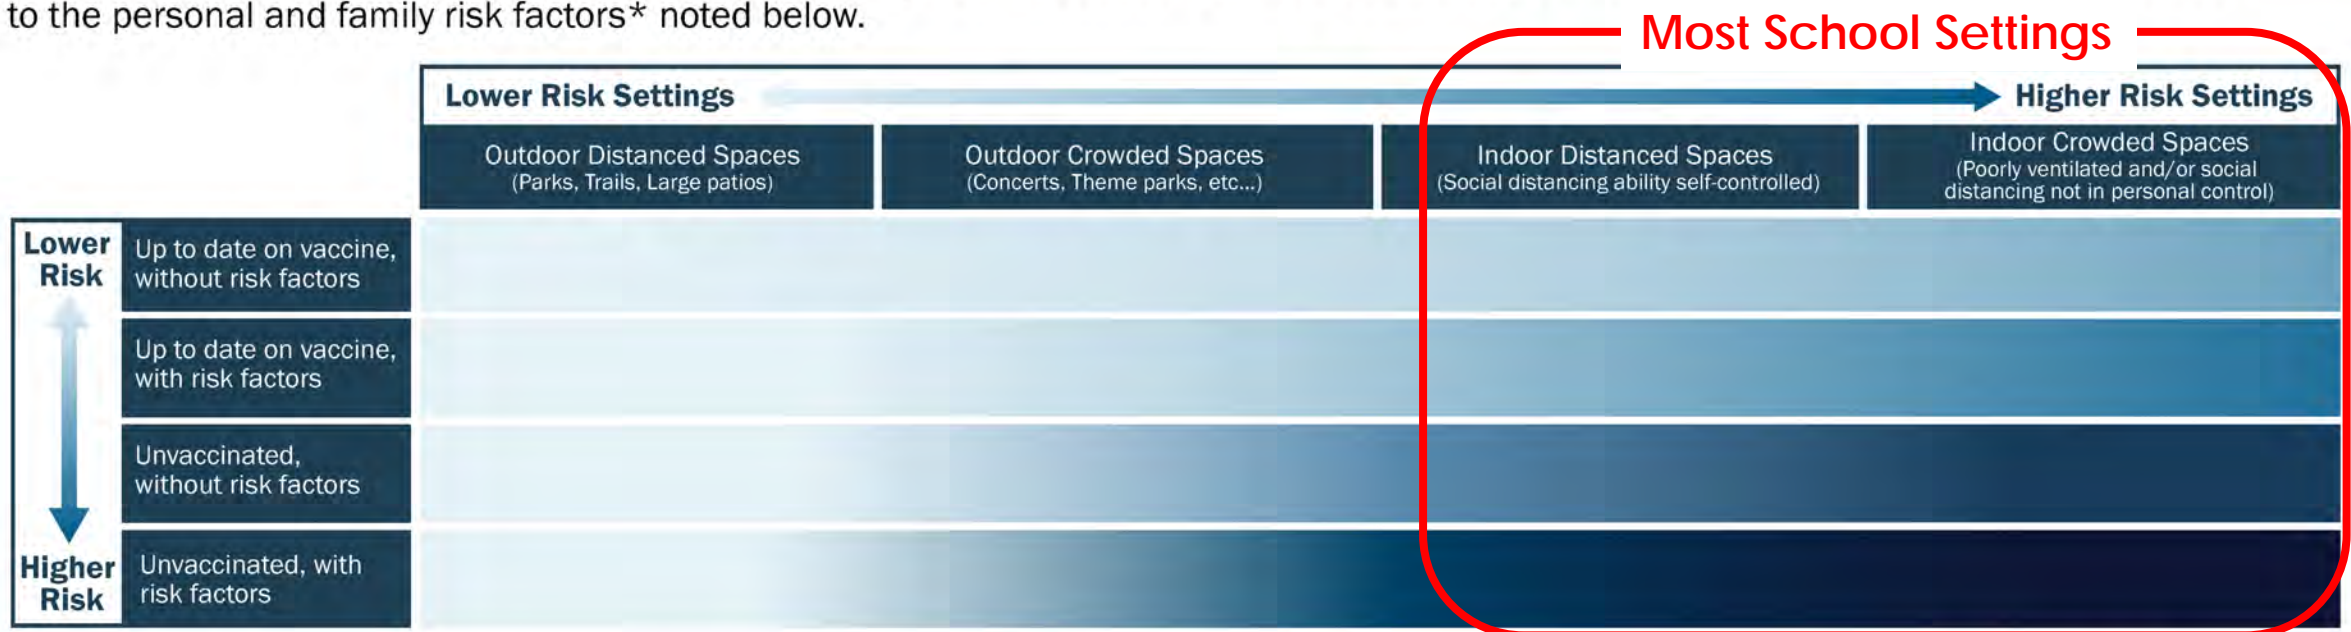 to the personal and family risk factors* noted below.
Most School Settings
Lower Risk Settings
Higher Risk Settings
Outdoor Distanced Spaces
(Parks, Trails, Large patios)
Outdoor Crowded Spaces
(Concerts, Theme parks, etc...)
Indoor Distanced Spaces
(Social distancing ability self-controlled)
Indoor Crowded Spaces
(Poorly ventilated and/or social
distancing not in personal control)
Lower
Risk
Up to date on vaccine,
without risk factors
Up to date on vaccine,
with risk factors
Unvaccinated,
without risk factors
Higher
Risk
Unvaccinated, with
risk factors